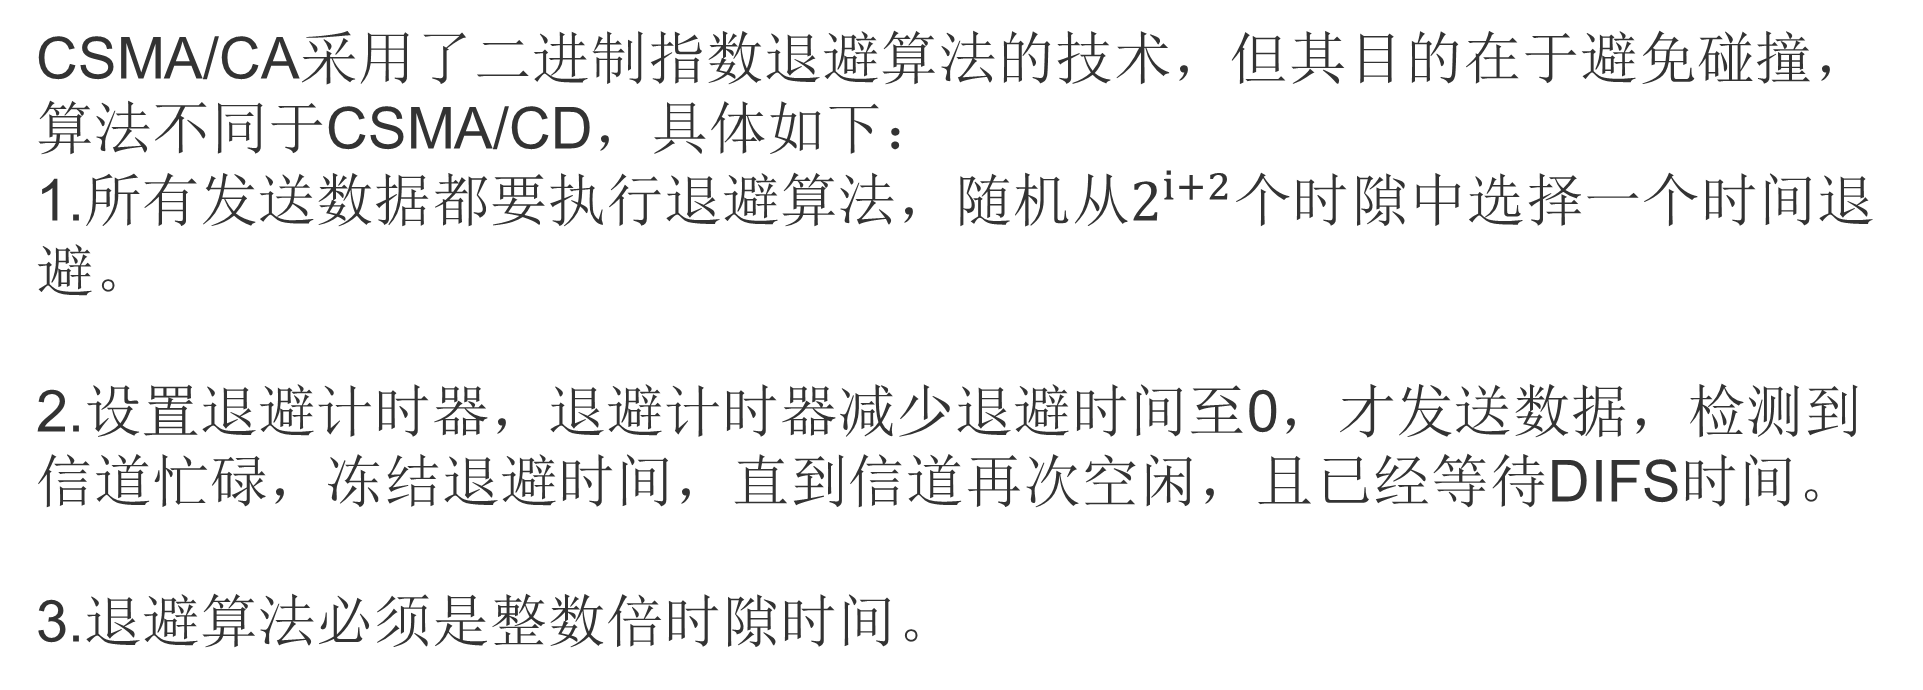 CSMA/CA采用了二进制指数退避算法的技术，但其目的在于避免碰撞，
算法不同于CSMA/CD，具体如下：
1.所有发送数据都要执行退避算法，随机从2^{i+2}个时隙中选择一个时间退
避。
2.设置退避计时器，退避计时器减少退避时间至0，才发送数据，检测到
信道忙碌，冻结退避时间，直到信道再次空闲，且已经等待DIFS时间。
3.退避算法必须是整数倍时隙时间。